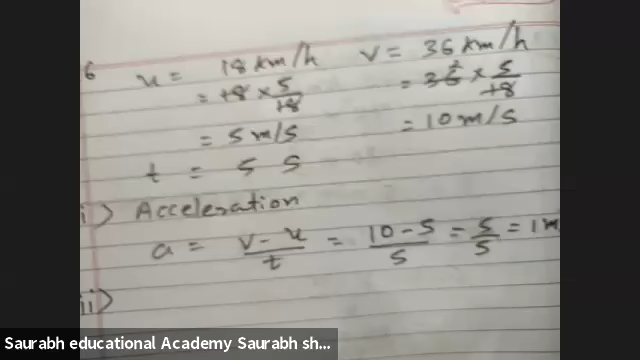 6 u = 18 km/h v = 36 km/h
= 18 × 5/18 = 36 2 × 5/18
= 5 m/s = 10 m/s
t = 5 s
i) Acceleration
a = v - u / t = 10 - 5 / 5 = 5/5 = 1 m
ii)
Saurabh educational Academy Saurabh sh...